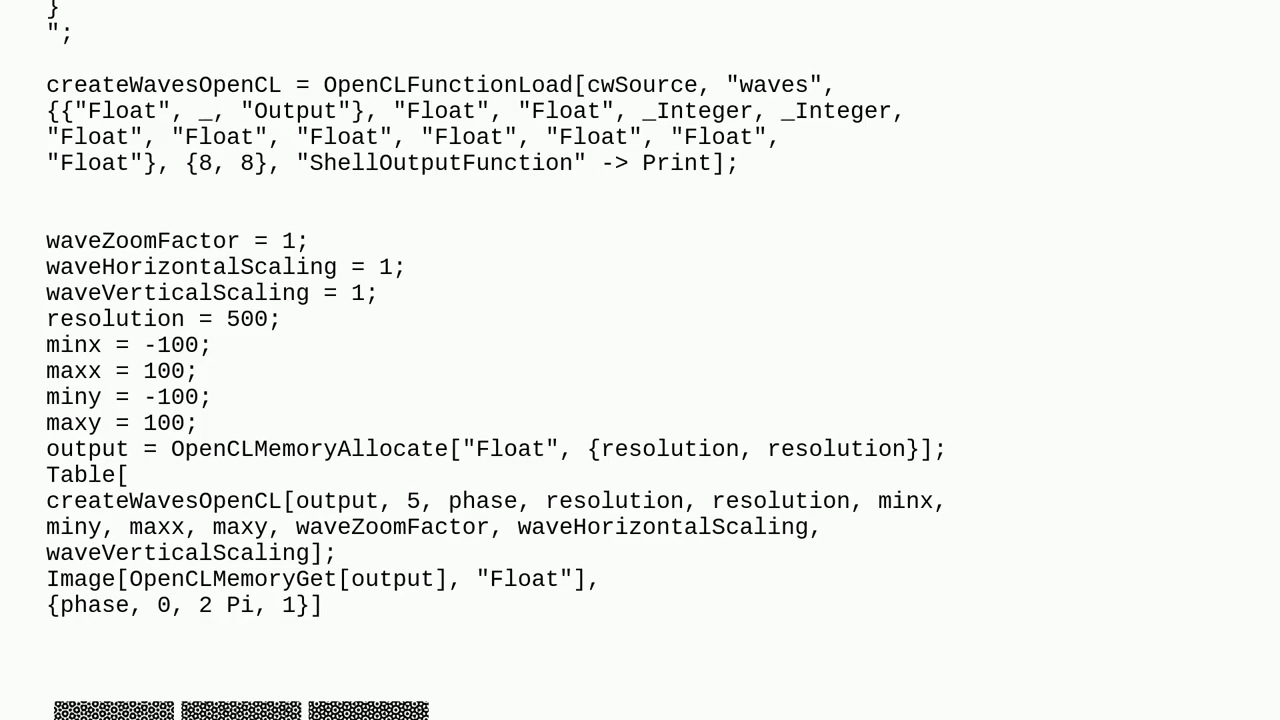 }
";
createWavesOpenCL = OpenCLFunctionLoad[cwSource, "waves",
{{"Float", _, "Output"}, "Float", "Float", _Integer, _Integer,
"Float", "Float", "Float", "Float", "Float", "Float",
"Float"}, {8, 8}, "ShellOutputFunction" -> Print];
waveZoomFactor = 1;
waveHorizontalScaling = 1;
waveVerticalScaling = 1;
resolution = 500;
minx = -100;
maxx = 100;
miny = -100;
maxy = 100;
output = OpenCLMemoryAllocate["Float", {resolution, resolution}];
Table[
createWavesOpenCL[output, 5, phase, resolution, resolution, minx,
miny, maxx, maxy, waveZoomFactor, waveHorizontalScaling,
waveVerticalScaling];
Image[OpenCLMemoryGet[output], "Float"],
{phase, 0, 2 Pi, 1}]